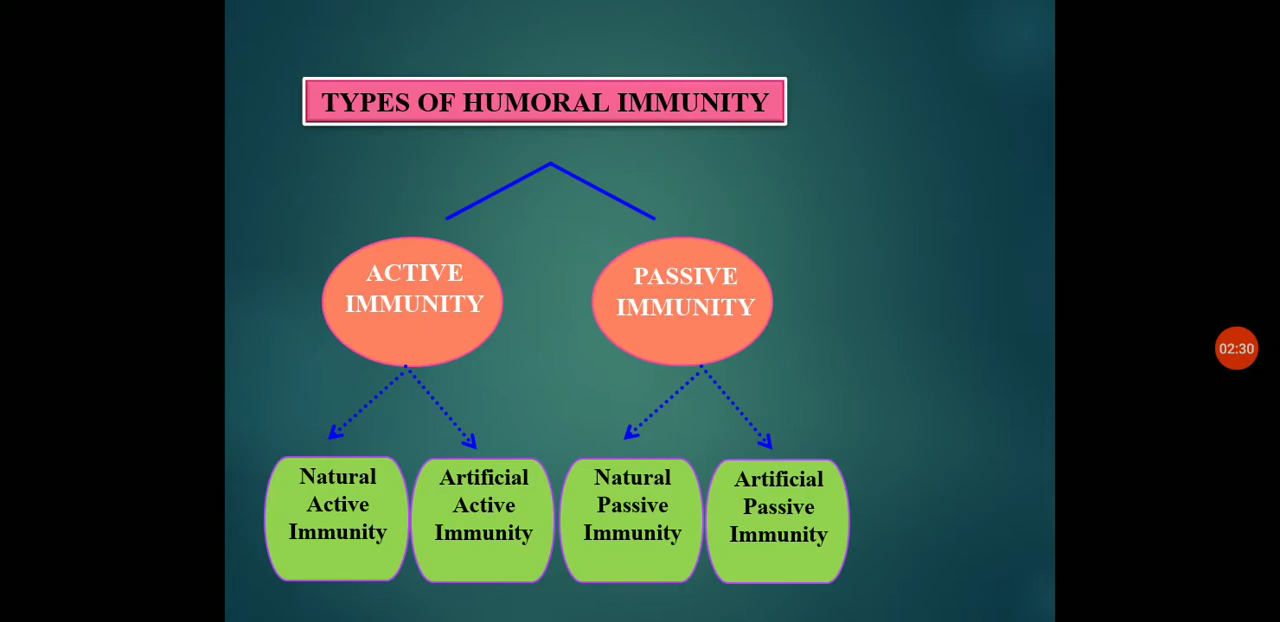 TYPES OF HUMORAL IMMUNITY
ACTIVE
IMMUNITY
PASSIVE
IMMUNITY
02:30
Natural
Active
Immunity
Artificial
Active
Immunity
Natural
Passive
Immunity
Artificial
Passive
Immunity